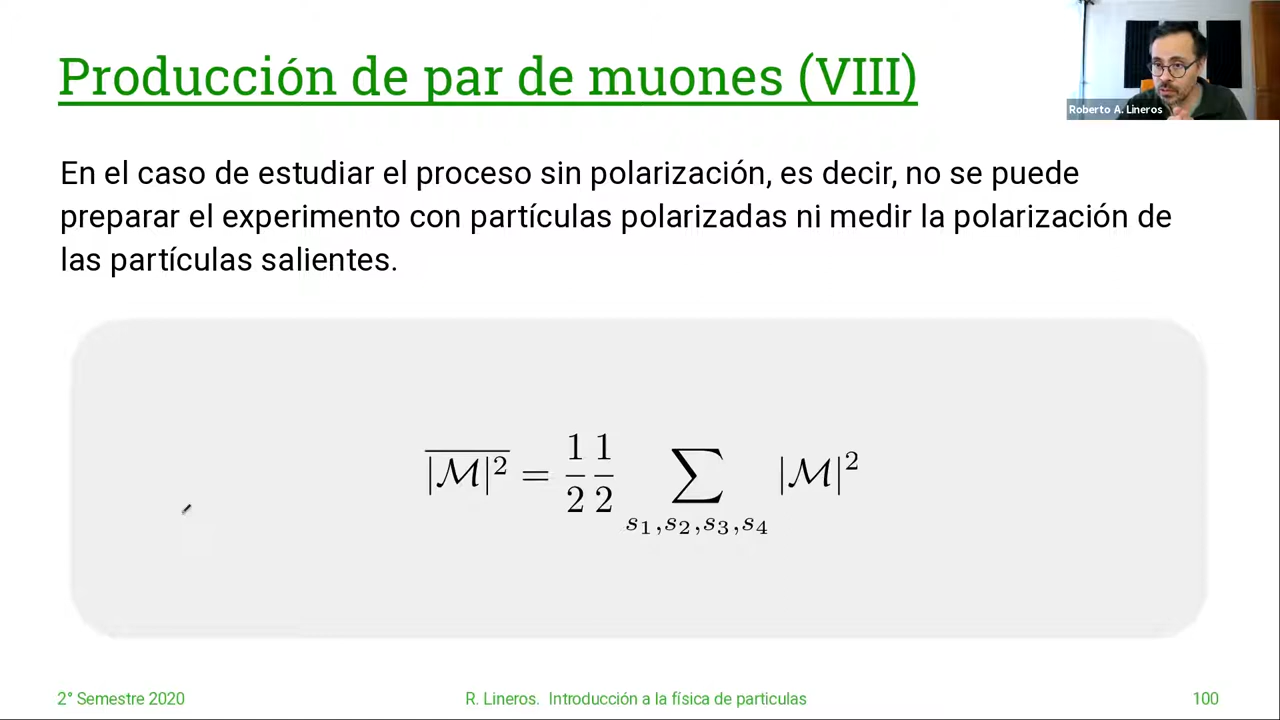 Producción de par de muones (VIII)
Roberto A. Lineros
En el caso de estudiar el proceso sin polarización, es decir, no se puede
preparar el experimento con partículas polarizadas ni medir la polarización de
las partículas salientes.
$\overline{|\mathcal{M}|^2} = \frac{1}{2}\frac{1}{2} \sum_{s_1,s_2,s_3,s_4} |\mathcal{M}|^2$
2° Semestre 2020
R. Lineros. Introducción a la física de particulas
100